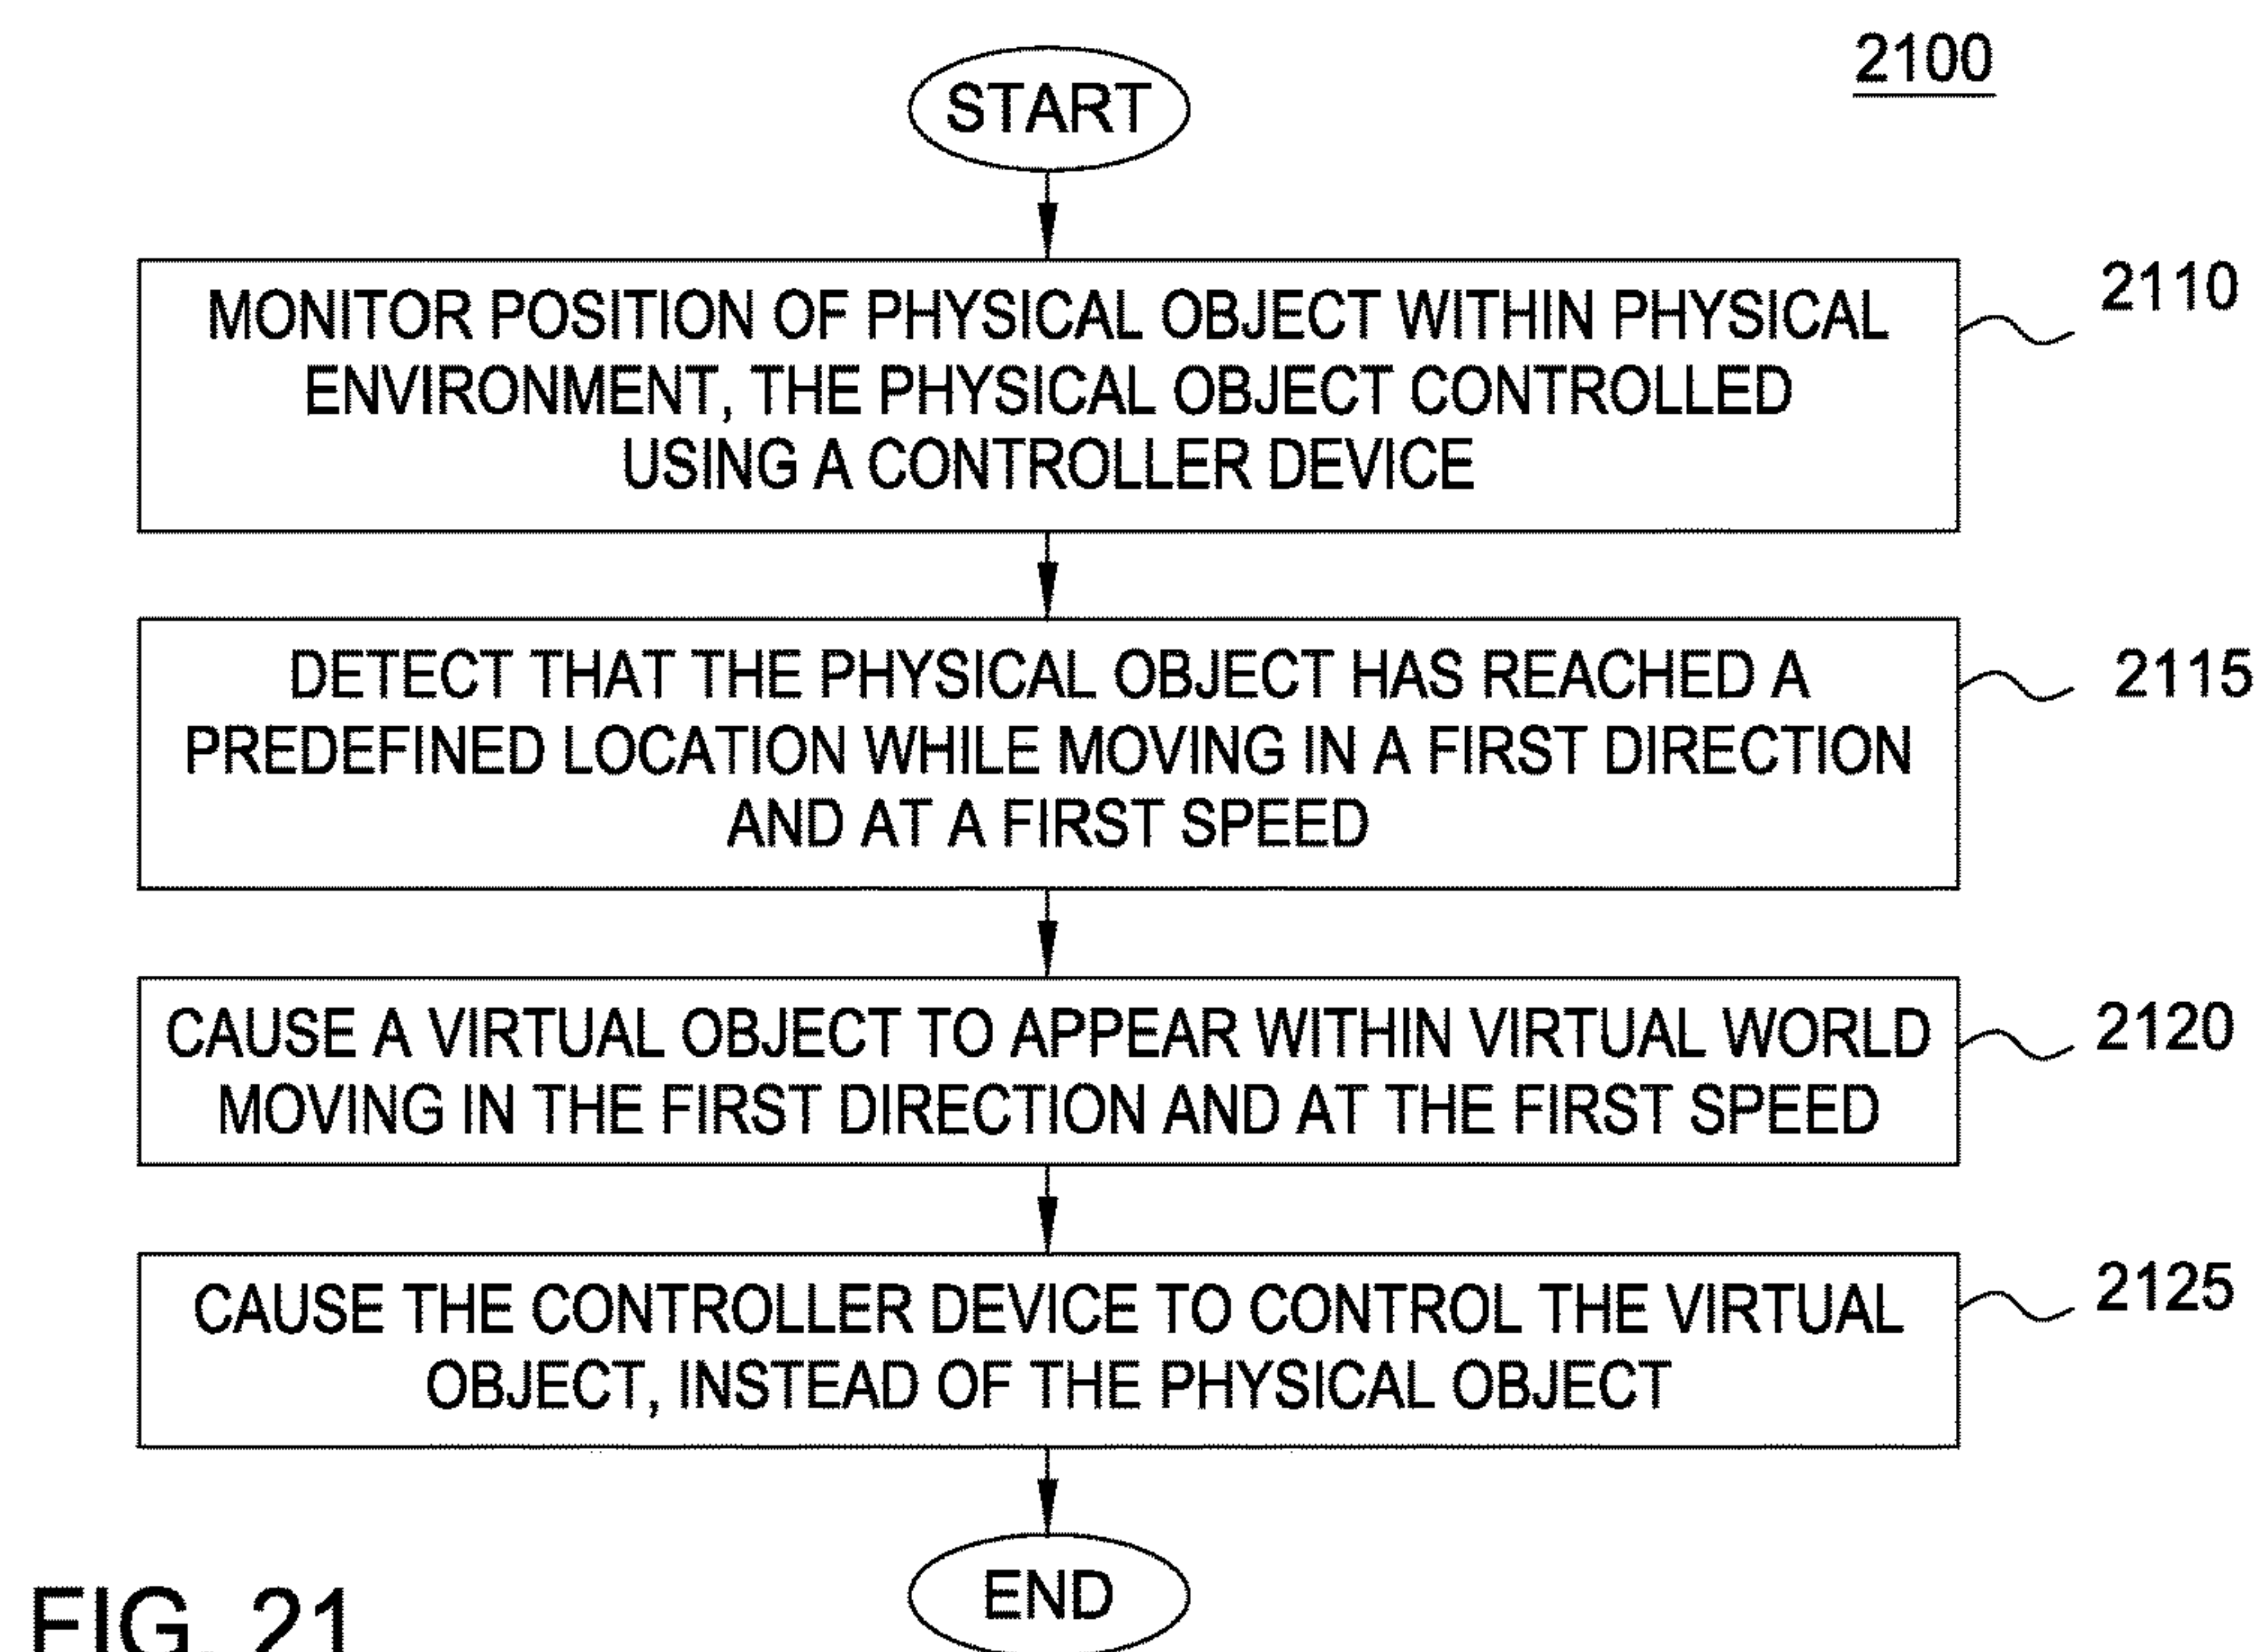 2100
START
MONITOR POSITION OF PHYSICAL OBJECT WITHIN PHYSICAL
ENVIRONMENT, THE PHYSICAL OBJECT CONTROLLED
USING A CONTROLLER DEVICE
2110
DETECT THAT THE PHYSICAL OBJECT HAS REACHED A
PREDEFINED LOCATION WHILE MOVING IN A FIRST DIRECTION
AND AT A FIRST SPEED
2115
CAUSE A VIRTUAL OBJECT TO APPEAR WITHIN VIRTUAL WORLD
MOVING IN THE FIRST DIRECTION AND AT THE FIRST SPEED
2120
CAUSE THE CONTROLLER DEVICE TO CONTROL THE VIRTUAL
OBJECT, INSTEAD OF THE PHYSICAL OBJECT
2125
END
FIG. 21